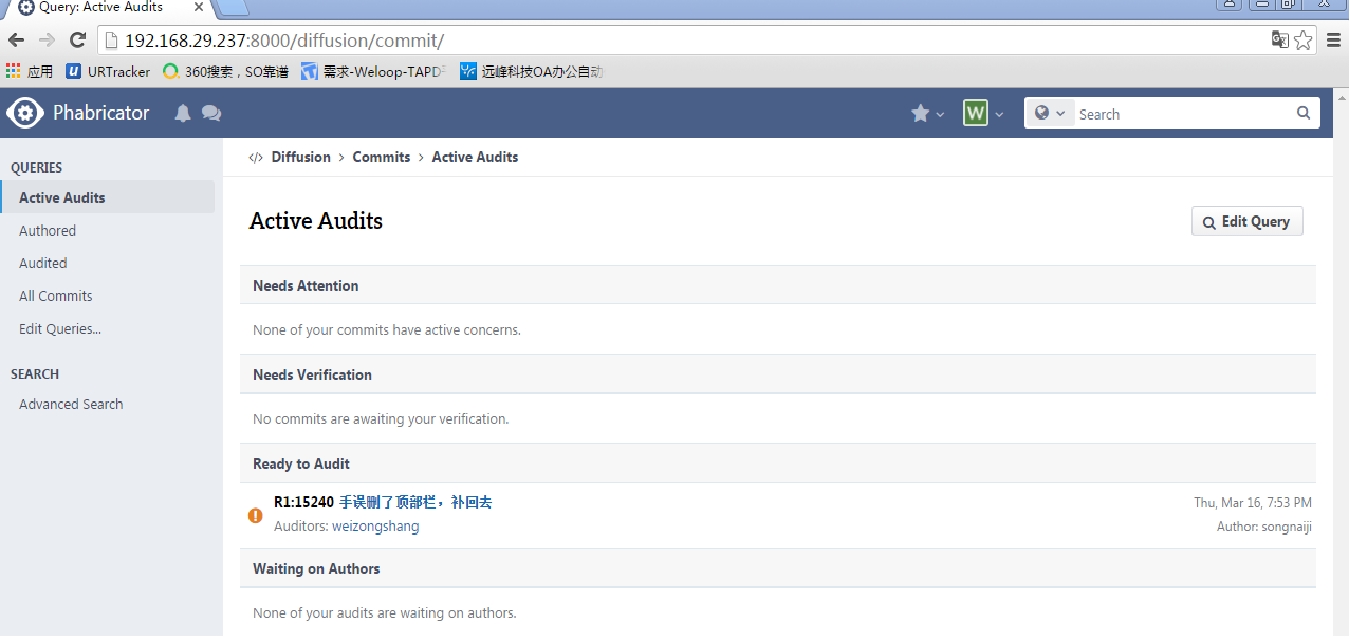 Query: Active Audits
192.168.29.237:8000/diffusion/commit/
应用 URTracker 360搜索，SO靠谱 需求-Weloop-TAPD 远峰科技OA办公自动
Phabricator W Search
Diffusion > Commits > Active Audits
QUERIES
Active Audits
Authored
Audited
All Commits
Edit Queries...
SEARCH
Advanced Search
Active Audits Edit Query
Needs Attention
None of your commits have active concerns.
Needs Verification
No commits are awaiting your verification.
Ready to Audit
R1:15240 手误删了顶部栏，补回去 Thu, Mar 16, 7:53 PM
Auditors: weizongshang Author: songnaiji
Waiting on Authors
None of your audits are waiting on authors.